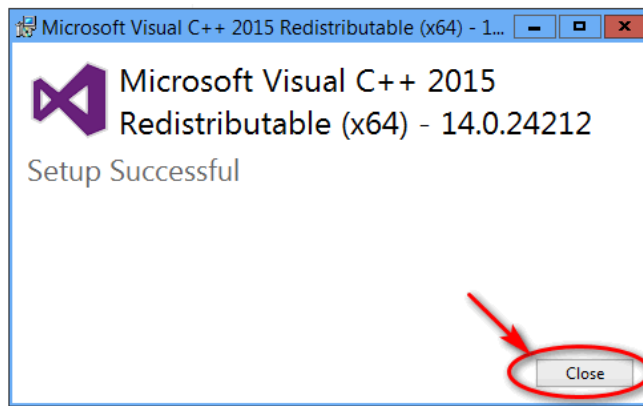 Microsoft Visual C++ 2015 Redistributable (x64) - 1...
Microsoft Visual C++ 2015
Redistributable (x64) - 14.0.24212
Setup Successful
Close